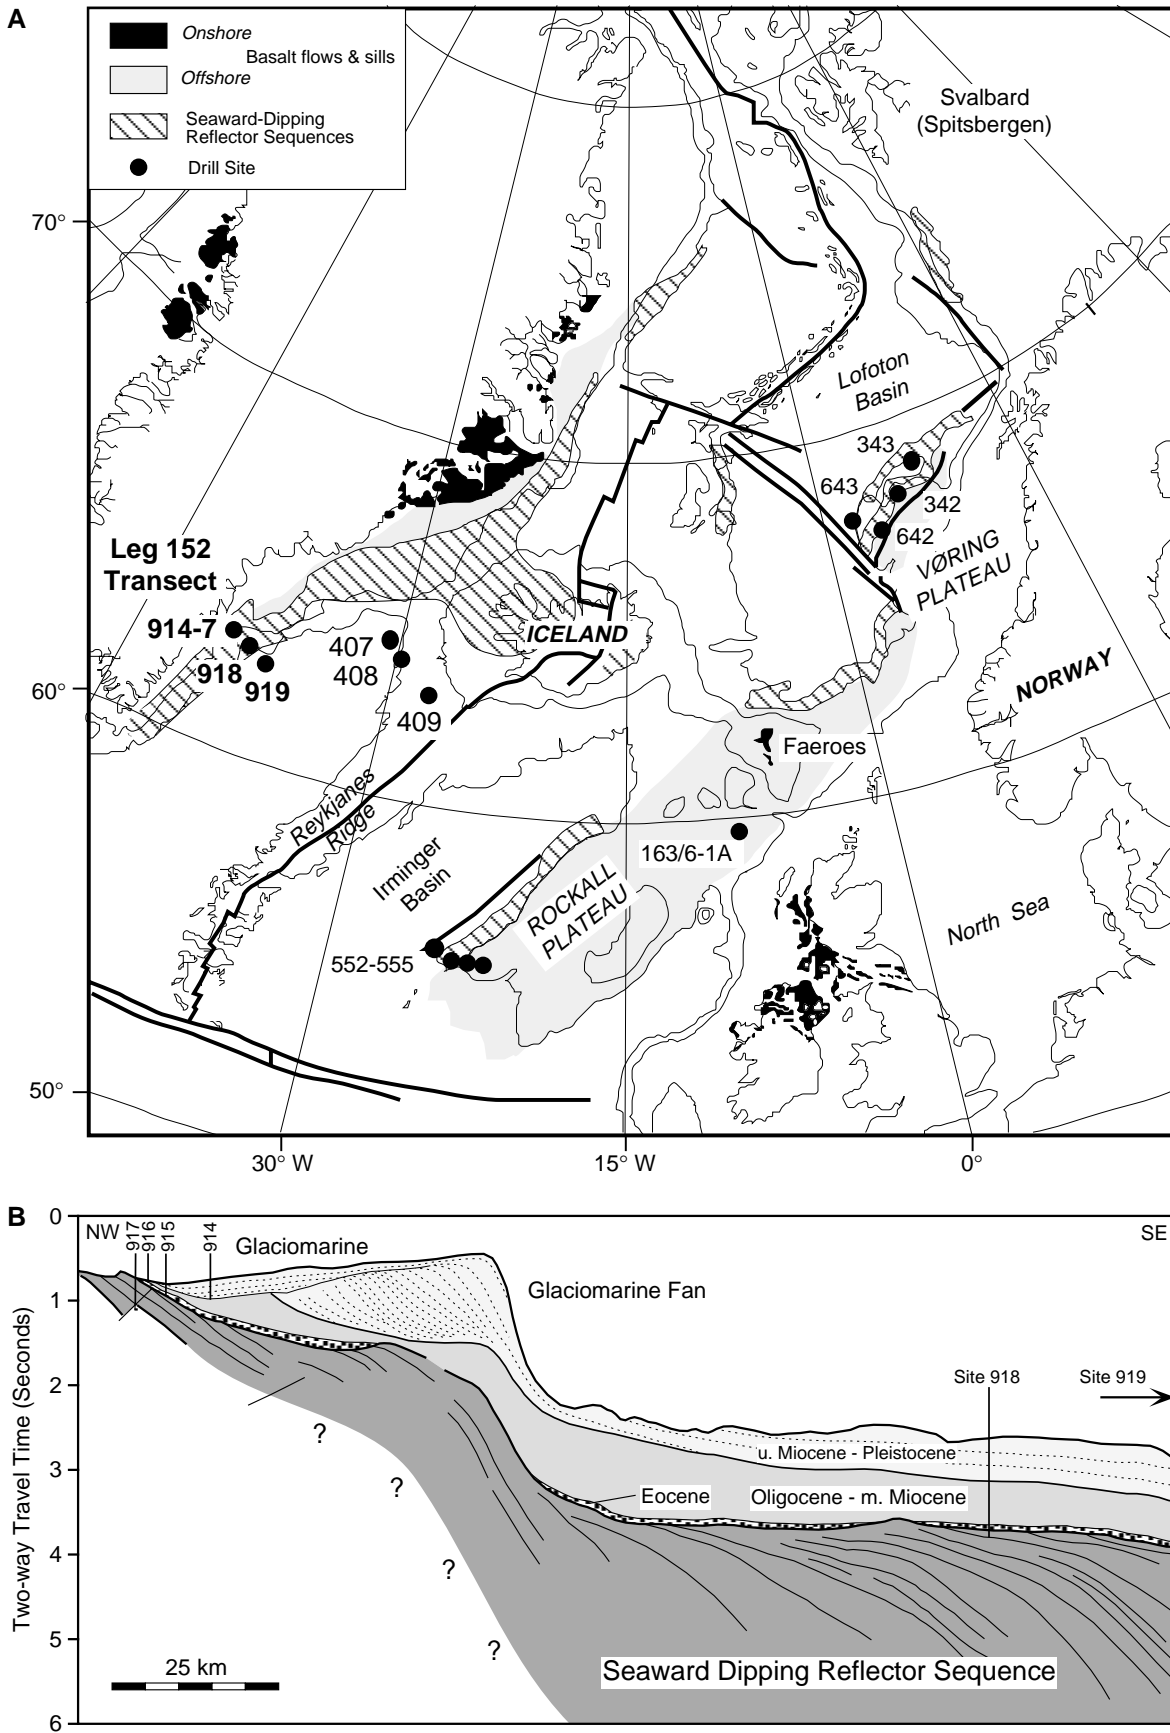 A
Onshore
Basalt flows & sills
Offshore
Seaward-Dipping
Reflector Sequences
Drill Site
Svalbard
(Spitsbergen)
70°
Lofoton
Basin
343
643
342
642
VØRING
PLATEAU
Leg 152
Transect
914-7
918
919
407
408
409
ICELAND
NORWAY
60°
Faeroes
Reykjanes
Ridge
163/6-1A
Irminger
Basin
ROCKALL
PLATEAU
North Sea
552-555
50°
30° W
15° W
0°
B
0
NW
917
916
915
914
Glaciomarine
SE
Glaciomarine Fan
1
2
3
4
5
6
Two-way Travel Time (Seconds)
Site 918
Site 919
u. Miocene - Pleistocene
Eocene
Oligocene - m. Miocene
?
?
?
?
25 km
Seaward Dipping Reflector Sequence